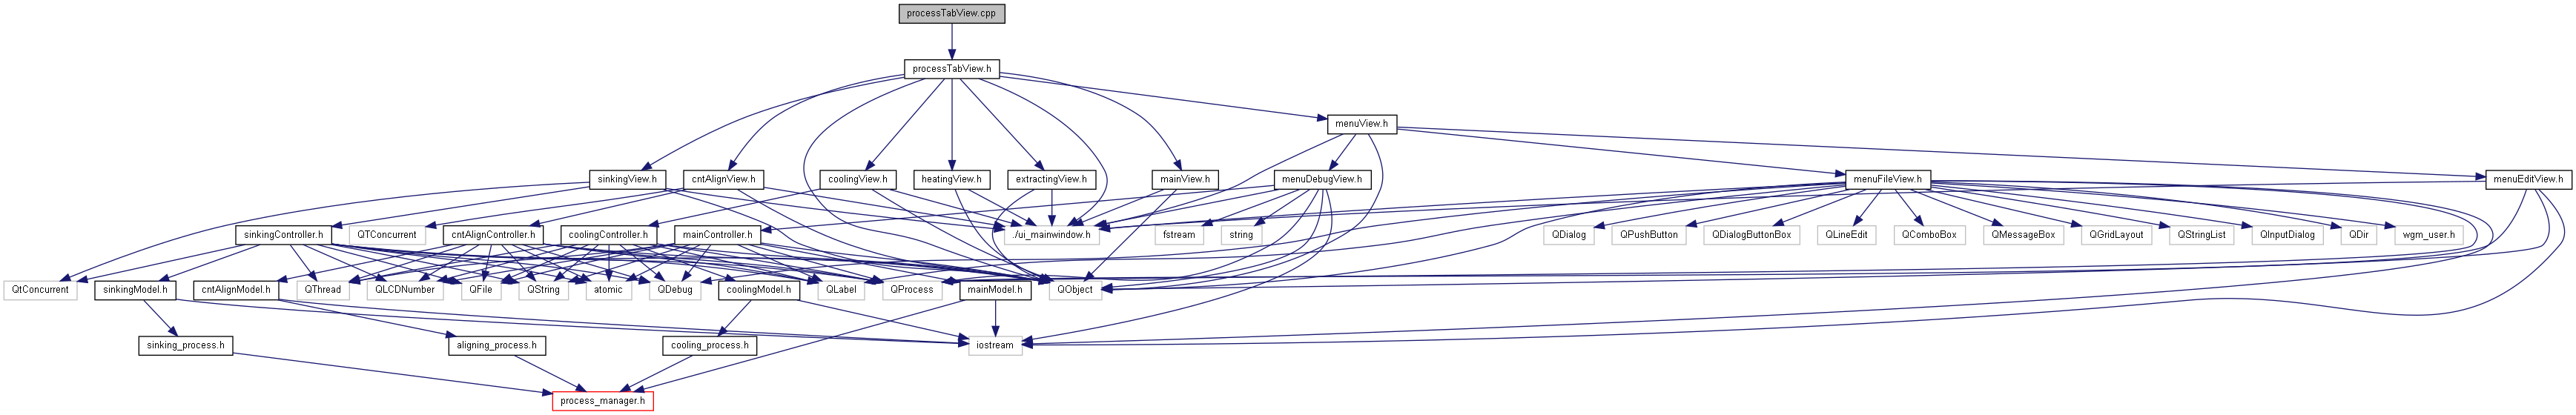 processTabView.cpp
processTabView.h
menuView.h
sinkingView.h
cntAlignView.h
coolingView.h
heatingView.h
extractingView.h
mainView.h
menuDebugView.h
menuFileView.h
menuEditView.h
sinkingController.h
QTConcurrent
cntAlignController.h
coolingController.h
mainController.h
./ui_mainwindow.h
fstream
string
QDialog
QPushButton
QDialogButtonBox
QLineEdit
QComboBox
QMessageBox
QGridLayout
QStringList
QInputDialog
QDir
wgm_user.h
QtConcurrent
sinkingModel.h
cntAlignModel.h
QThread
QLCDNumber
QFile
QString
atomic
QDebug
coolingModel.h
QLabel
QProcess
mainModel.h
QObject
sinking_process.h
aligning_process.h
cooling_process.h
iostream
process_manager.h